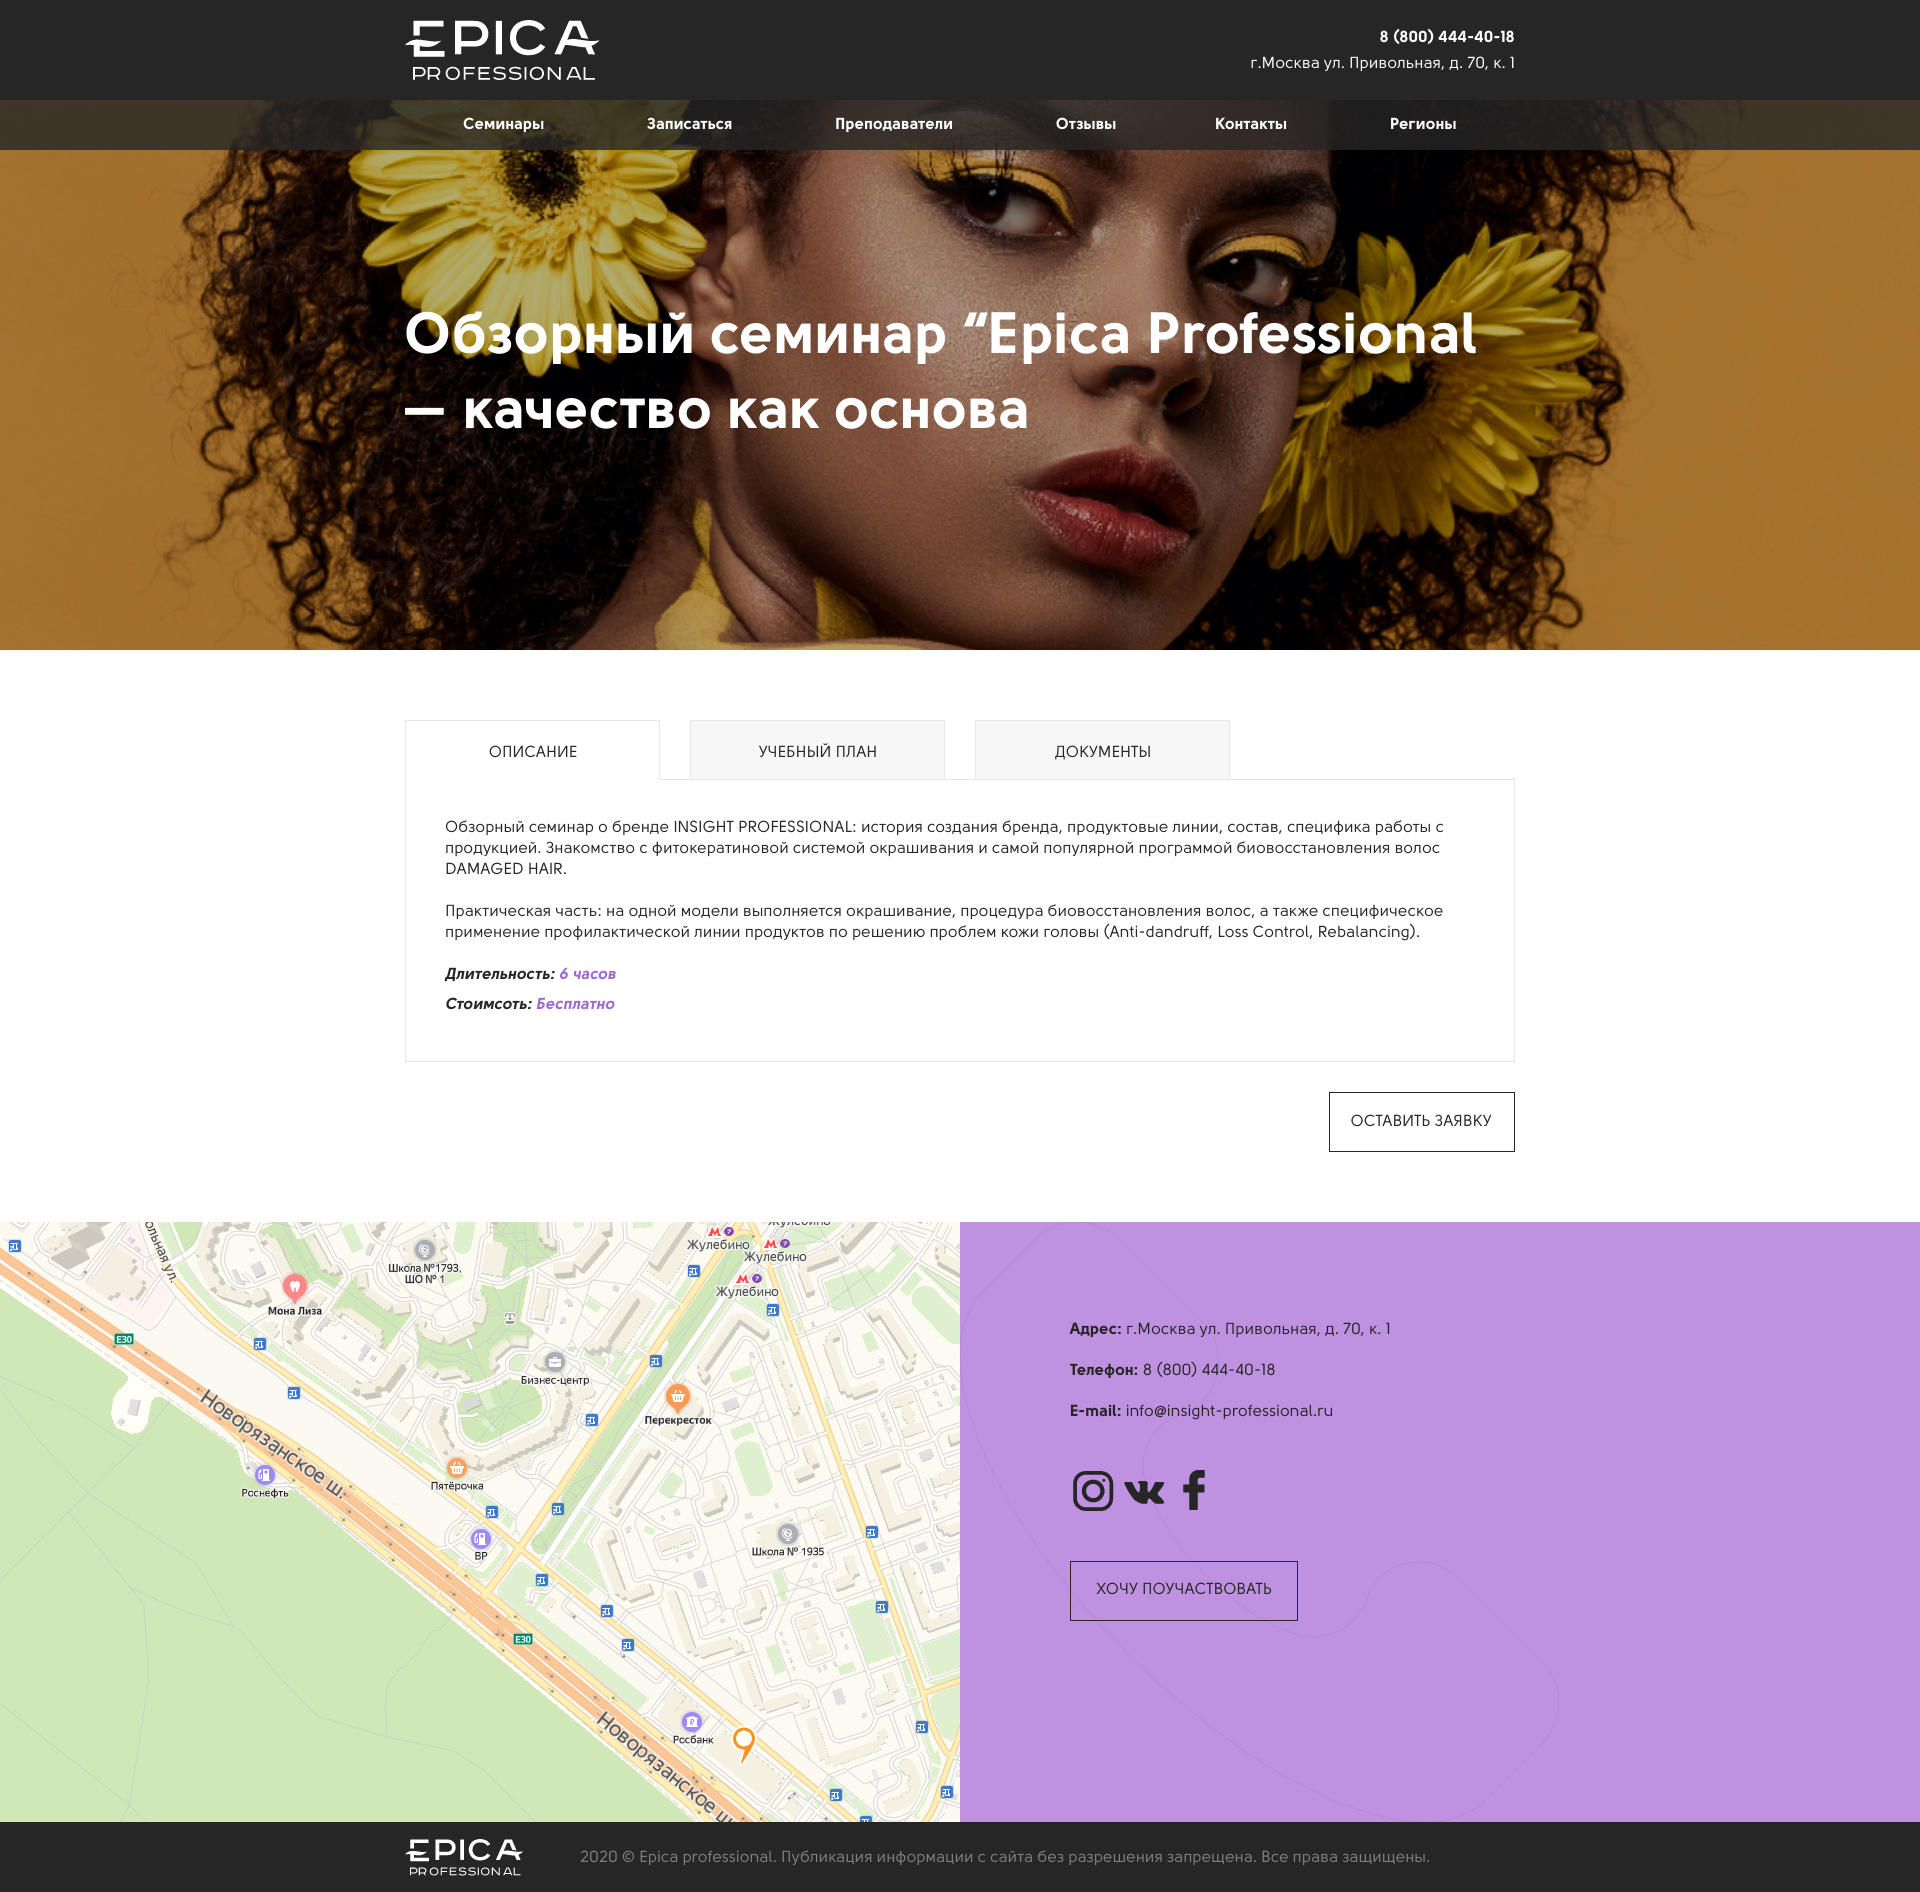 EPICA
PROFESSIONAL
8 (800) 444-40-18
г.Москва ул. Привольная, д. 70, к. 1
Семинары Записаться Преподаватели Отзывы Контакты Регионы
Обзорный семинар “Epica Professional
— качество как основа
ОПИСАНИЕ УЧЕБНЫЙ ПЛАН ДОКУМЕНТЫ
Обзорный семинар о бренде INSIGHT PROFESSIONAL: история создания бренда, продуктовые линии, состав, специфика работы с
продукцией. Знакомство с фитокератиновой системой окрашивания и самой популярной программой биовосстановления волос
DAMAGED HAIR.
Практическая часть: на одной модели выполняется окрашивание, процедура биовосстановления волос, а также специфическое
применение профилактической линии продуктов по решению проблем кожи головы (Anti-dandruff, Loss Control, Rebalancing).
Длительность: 6 часов
Стоимсоть: Бесплатно
ОСТАВИТЬ ЗАЯВКУ
ольная ул.
Школа №1793,
ШО № 1
Жулебино
Жулебино
Жулебино
Жулебино
Мона Лиза
E30
Бизнес-центр
Перекресток
Новорязанское ш.
Роснефть
Пятёрочка
BP
Школа № 1935
E30
Росбанк
Новорязанское ш.
Адрес: г.Москва ул. Привольная, д. 70, к. 1
Телефон: 8 (800) 444-40-18
E-mail: info@insight-professional.ru
ХОЧУ ПОУЧАСТВОВАТЬ
EPICA
PROFESSIONAL
2020 © Epica professional. Публикация информации с сайта без разрешения запрещена. Все права защищены.